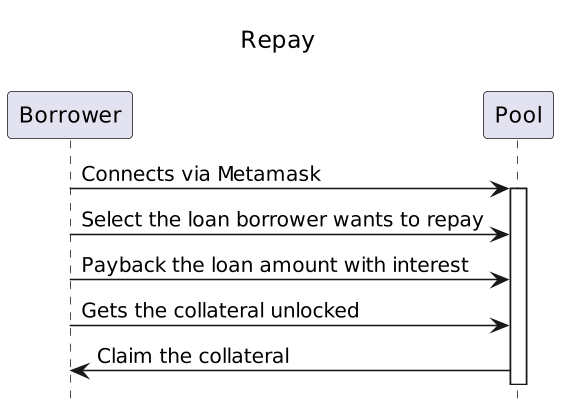 Repay
Borrower
Pool
Connects via Metamask
Select the loan borrower wants to repay
Payback the loan amount with interest
Gets the collateral unlocked
Claim the collateral